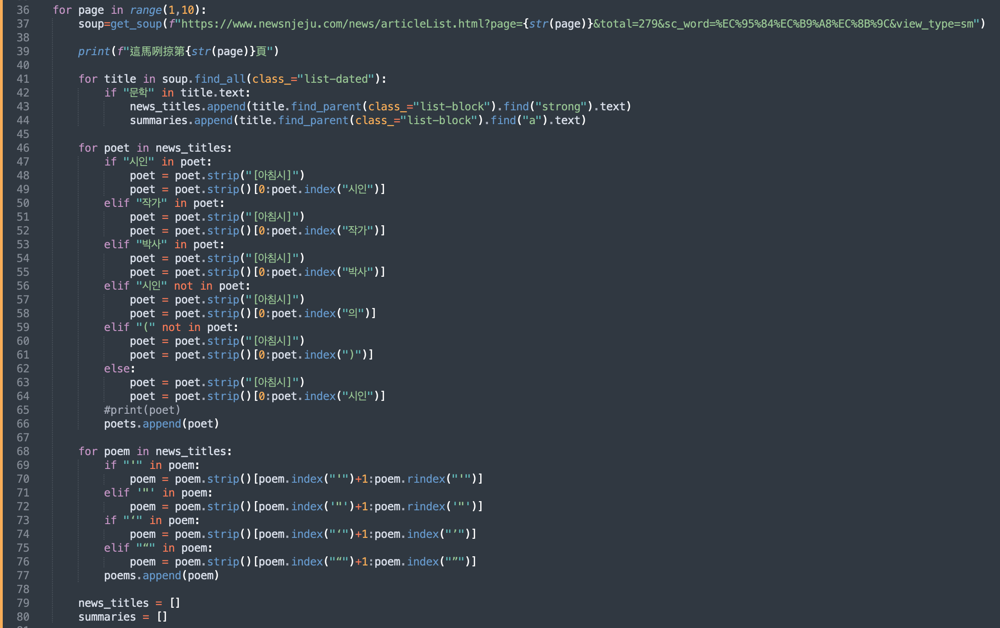 36 for page in range(1,10):
37 soup=get_soup(f"https://www.newsnjeju.com/news/articleList.html?page={str(page)}&total=279&sc_word=%EC%95%84%EC%B9%A8%EC%8B%9C&view_type=sm")
38
39 print(f"這馬咧掠第{str(page)}頁")
40
41 for title in soup.find_all(class_="list-dated"):
42 if "문학" in title.text:
43 news_titles.append(title.find_parent(class_="list-block").find("strong").text)
44 summaries.append(title.find_parent(class_="list-block").find("a").text)
45
46 for poet in news_titles:
47 if "시인" in poet:
48 poet = poet.strip("[아침시]")
49 poet = poet.strip()[0:poet.index("시인")]
50 elif "작가" in poet:
51 poet = poet.strip("[아침시]")
52 poet = poet.strip()[0:poet.index("작가")]
53 elif "박사" in poet:
54 poet = poet.strip("[아침시]")
55 poet = poet.strip()[0:poet.index("박사")]
56 elif "시인" not in poet:
57 poet = poet.strip("[아침시]")
58 poet = poet.strip()[0:poet.index("의")]
59 elif "(" not in poet:
60 poet = poet.strip("[아침시]")
61 poet = poet.strip()[0:poet.index(")")]
62 else:
63 poet = poet.strip("[아침시]")
64 poet = poet.strip()[0:poet.index("시인")]
65 #print(poet)
66 poets.append(poet)
67
68 for poem in news_titles:
69 if "'" in poem:
70 poem = poem.strip()[poem.index("'")+1:poem.rindex("'")]
71 elif '"' in poem:
72 poem = poem.strip()[poem.index('"')+1:poem.rindex('"')]
73 if "‘" in poem:
74 poem = poem.strip()[poem.index("‘")+1:poem.index("’")]
75 elif "“" in poem:
76 poem = poem.strip()[poem.index("“")+1:poem.index("”")]
77 poems.append(poem)
78
79 news_titles = []
80 summaries = []